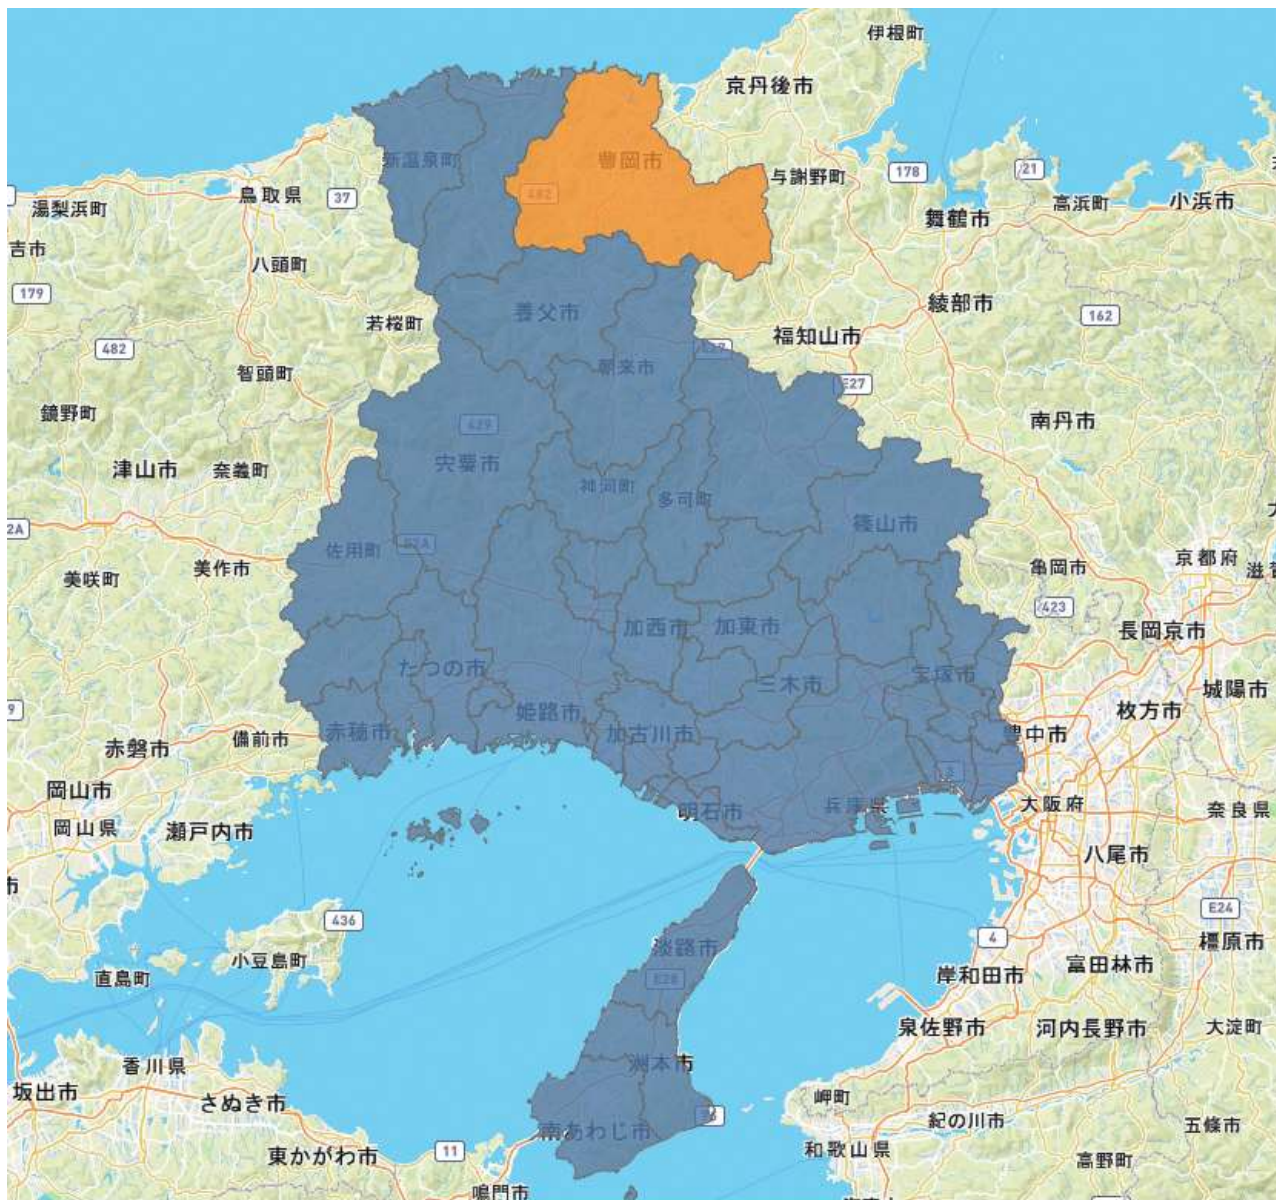 伊根町
京丹後市
豊岡市
新温泉町
482
与謝野町
178
21
鳥取県
37
湯梨浜町
高浜町
小浜市
舞鶴市
吉市
八頭町
179
養父市
綾部市
若桜町
162
福知山市
482
朝来市
智頭町
E27
鏡野町
南丹市
429
津山市
奈義町
宍粟市
神河町
多可町
2A
篠山市
佐用町
京都府
美咲町
美作市
亀岡市
423
加西市
加東市
長岡京市
たつの市
三木市
宝塚市
城陽市
9
姫路市
枚方市
赤穂市
加古川市
豊中市
赤磐市
備前市
2
岡山市
明石市
兵庫県
大阪府
奈良県
岡山県
瀬戸内市
八尾市
市
436
E24
4
淡路市
橿原市
小豆島町
富田林市
直島町
E28
岸和田市
泉佐野市
河内長野市
大淀町
香川県
洲本市
坂出市
さぬき市
岬町
紀の川市
五條市
南あわじ市
11
東かがわ市
和歌山県
高野町
鳴門市